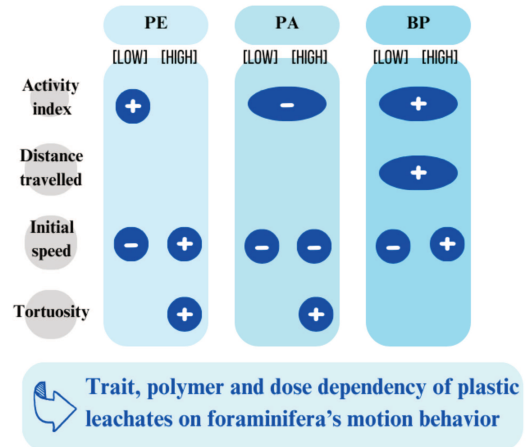 PE PA BP
[LOW] [HIGH] [LOW] [HIGH] [LOW] [HIGH]
Activity
index
+ - +
Distance
travelled
+
Initial
speed
- + - - - +
Tortuosity
+ +
Trait, polymer and dose dependency of plastic
leachates on foraminifera's motion behavior